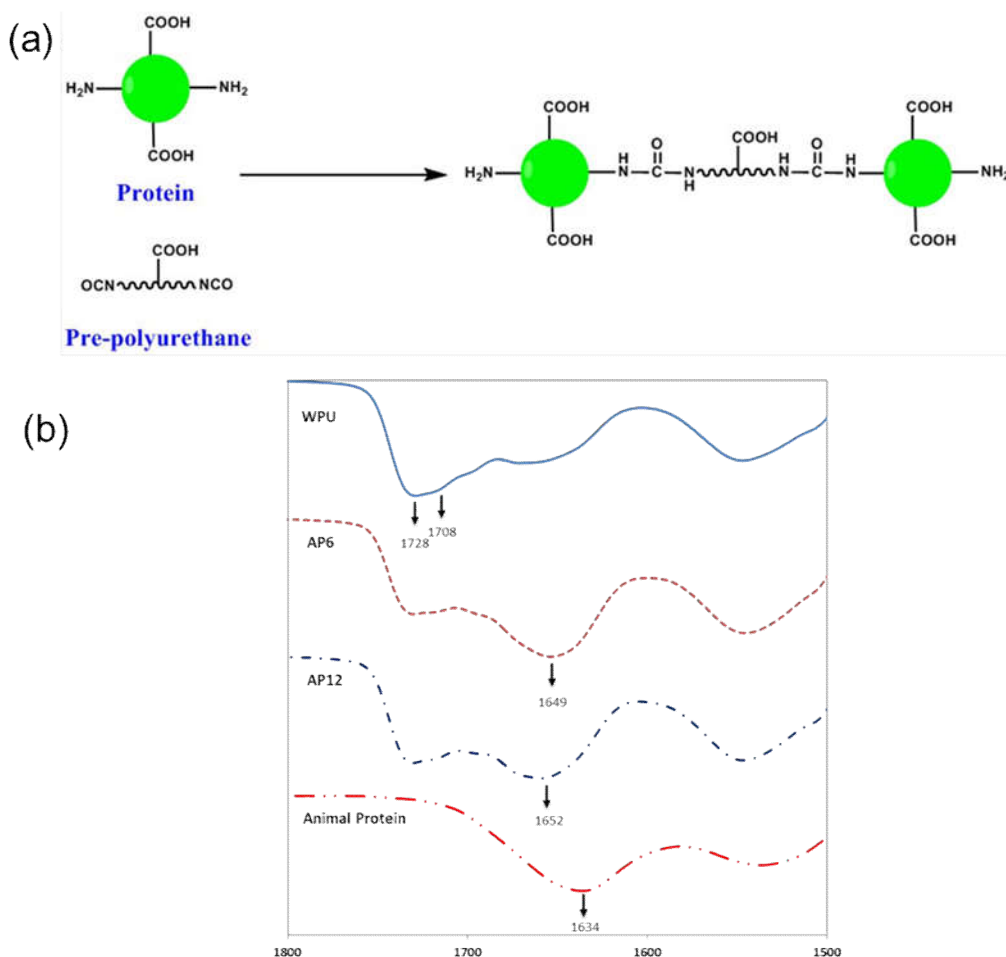 (a)
COOH
H₂N NH₂
COOH
Protein
COOH
OCN NCO
Pre-polyurethane
COOH COOH
COOH
H O O H
H₂N N C N N C N NH₂
H H
COOH COOH
(b)
WPU
1728 1708
AP6
1649
AP12
1652
Animal Protein
1634
1800 1700 1600 1500